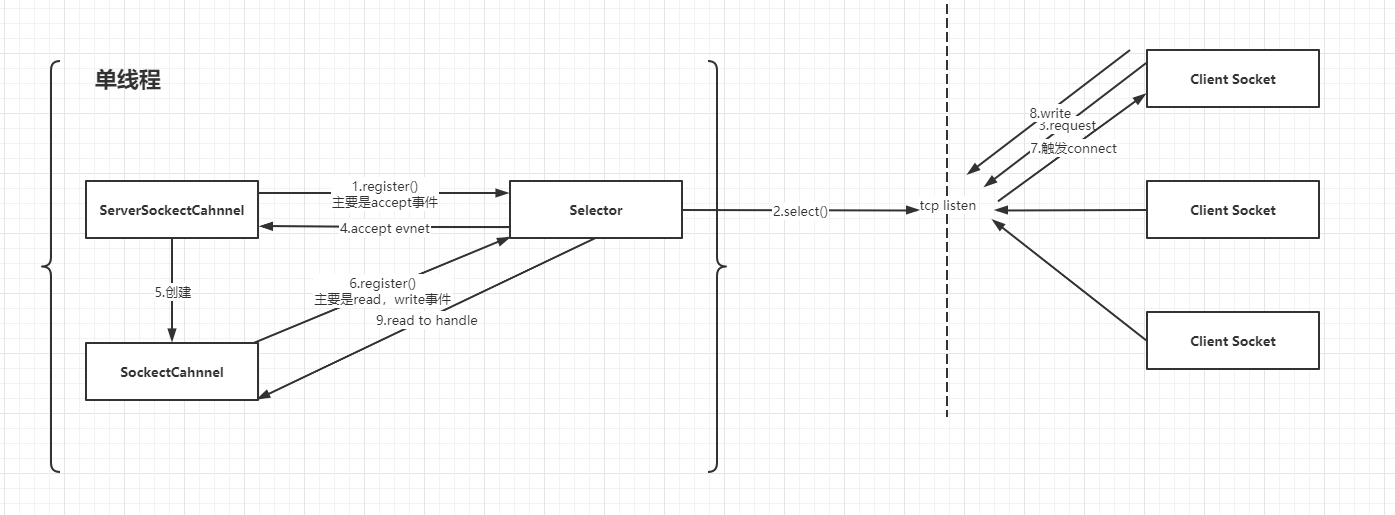 单线程
Client Socket
8.write
3.request
7.触发connect
1.register()
主要是accept事件
ServerSockectCahnnel
Selector
2.select()
tcp listen
Client Socket
4.accept evnet
5.创建
6.register()
主要是read，write事件
9.read to handle
Client Socket
SockectCahnnel